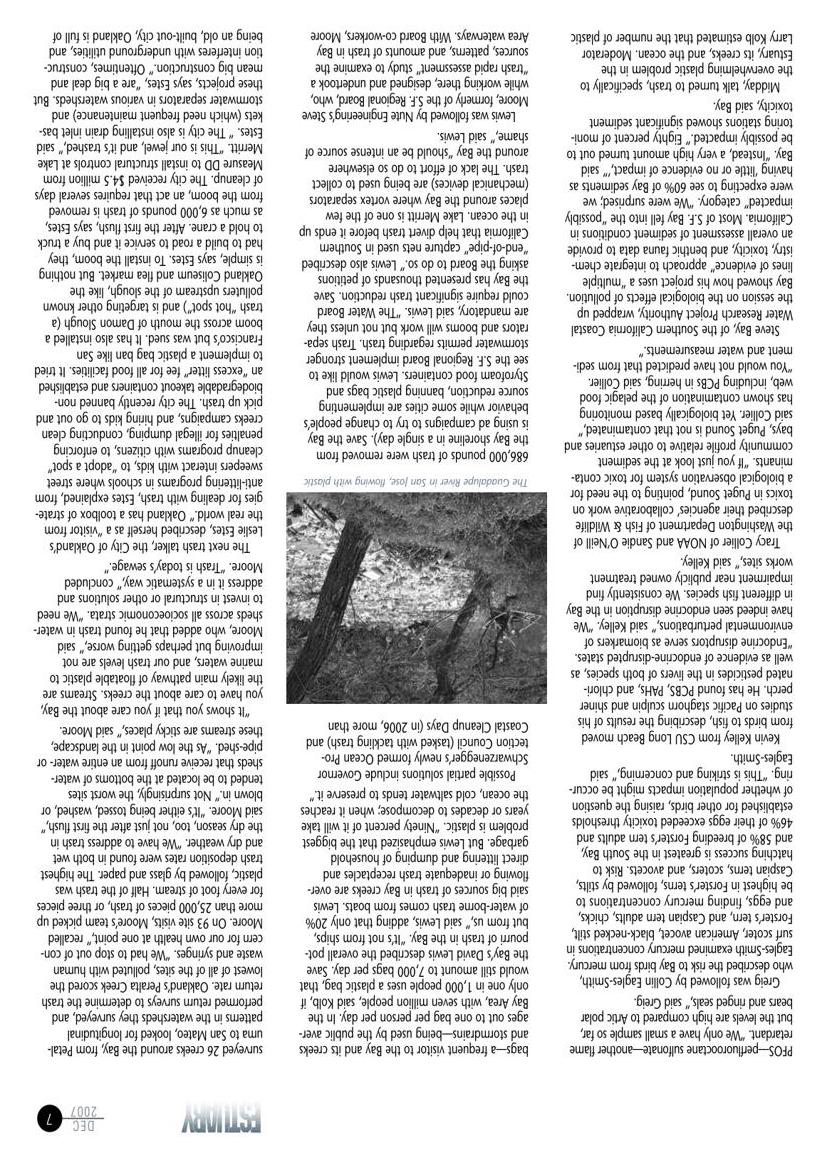 ESTUARY
DEC
2007
7
PFOS—perfluorooctane sulfonate—another flame
retardant. "We only have a small sample so far,
but the levels are high compared to Artic polar
bears and ringed seals," said Greig.
Greig was followed by Collin Eagles-Smith,
who described the risk to Bay birds from mercury.
Eagles-Smith examined mercury concentrations in
surf scoter, American avocet, black-necked stilt,
Forster's tern, and Caspian tern adults, chicks,
and eggs, finding mercury concentrations to
be highest in Forster's terns, followed by stilts,
Caspian terns, scoters, and avocets. Risk to
hatching success is greatest in the South Bay,
and 58% of breeding Forster's tern adults and
46% of their eggs exceeded toxicity thresholds
established for other birds, raising the question
of whether population impacts might be occur-
ring. "This is striking and concerning," said
Eagles-Smith.
Kevin Kelley from CSU Long Beach moved
from birds to fish, describing the results of his
studies on Pacific staghorn sculpin and shiner
perch. He has found PCBS, PAHs, and chlori-
nated pesticides in the livers of both species, as
well as evidence of endocrine-disrupted states.
"Endocrine disruptors serve as biomarkers of
environmental perturbations," said Kelley. "We
have indeed seen endocrine disruption in the Bay
in different fish species. We consistently find
impairment near publicly owned treatment
works sites," said Kelley.
Tracy Collier of NOAA and Sandie O'Neill of
the Washington Department of Fish & Wildlife
described their agencies' collaborative work on
toxics in Puget Sound, pointing to the need for
a biological observation system for toxic conta-
minants. "If you just look at the sediment
community profile relative to other estuaries and
bays, Puget Sound is not that contaminated,"
said Collier. Yet biologically based monitoring
has shown contamination of the pelagic food
web, including PCBs in herring, said Collier.
"You would not have predicted that from sedi-
ment and water measurements."
Steve Bay, of the Southern California Coastal
Water Research Project Authority, wrapped up
the session on the biological effects of pollution.
Bay showed how his project uses a "multiple
lines of evidence" approach to integrate chem-
istry, toxicity, and benthic fauna data to provide
an overall assessment of sediment conditions in
California. Most of S.F. Bay fell into the "possibly
impacted" category. "We were surprised; we
were expecting to see 60% of Bay sediments as
having little or no evidence of impact," said
Bay. "Instead, a very high amount turned out to
be possibly impacted." Eighty percent of moni-
toring stations showed significant sediment
toxicity, said Bay.
Midday, talk turned to trash, specifically to
the overwhelming plastic problem in the
Estuary, its creeks, and the ocean. Moderator
Larry Kolb estimated that the number of plastic
bags—a frequent visitor to the Bay and its creeks
and stormdrains—being used by the public aver-
ages out to one bag per person per day. In the
Bay Area, with seven million people, said Kolb, if
only one in 1,000 people uses a plastic bag, that
would still amount to 7,000 bags per day. Save
the Bay's David Lewis described the overall pot-
pourri of trash in the Bay. "It's not from ships,
but from us," said Lewis, adding that only 20%
of water-borne trash comes from boats. Lewis
said big sources of trash in Bay creeks are over-
flowing or inadequate trash receptacles and
direct littering and dumping of household
garbage. But Lewis emphasized that the biggest
problem is plastic. "Ninety percent of it will take
years or decades to decompose; when it reaches
the ocean, cold saltwater tends to preserve it."
Possible partial solutions include Governor
Schwarzenegger's newly formed Ocean Pro-
tection Council (tasked with tackling trash) and
Coastal Cleanup Days (in 2006, more than
The Guadalupe River in San Jose, flowing with plastic
686,000 pounds of trash were removed from
the Bay shoreline in a single day). Save the Bay
is using ad campaigns to try to change people's
behavior while some cities are implementing
source reduction, banning plastic bags and
Styrofoam food containers. Lewis would like to
see the S.F. Regional Board implement stronger
stormwater permits regarding trash. Trash sepa-
rators and booms will work but not unless they
are mandatory, said Lewis. "The Water Board
could require significant trash reduction. Save
the Bay has presented thousands of petitions
asking the Board to do so." Lewis also described
"end-of-pipe" capture nets used in Southern
California that help divert trash before it ends up
in the ocean. Lake Merritt is one of the few
places around the Bay where vortex separators
(mechanical devices) are being used to collect
trash. The lack of effort to do so elsewhere
around the Bay "should be an intense source of
shame," said Lewis.
Lewis was followed by Nute Engineering's Steve
Moore, formerly of the S.F. Regional Board, who,
while working there, designed and undertook a
"trash rapid assessment" study to examine the
sources, patterns, and amounts of trash in Bay
Area waterways. With Board co-workers, Moore
surveyed 26 creeks around the Bay, from Petal-
uma to San Mateo, looked for longitudinal
patterns in the watersheds they surveyed, and
performed return surveys to determine the trash
return rate. Oakland's Peralta Creek scored the
lowest of all of the sites, polluted with human
waste and syringes. "We had to stop out of con-
cern for our own health at one point," recalled
Moore. On 93 site visits, Moore's team picked up
more than 25,000 pieces of trash, or three pieces
for every foot of stream. Half of the trash was
plastic, followed by glass and paper. The highest
trash deposition rates were found in both wet
and dry weather. "We have to address trash in
the dry season, too, not just after the first flush,"
said Moore. "It's either being tossed, washed, or
blown in." Not surprisingly, the worst sites
tended to be located at the bottoms of water-
sheds that receive runoff from an entire water- or
pipe-shed. "As the low point in the landscape,
these streams are sticky places," said Moore.
"It shows you that if you care about the Bay,
you have to care about the creeks. Streams are
the likely main pathway of floatable plastic to
marine waters, and our trash levels are not
improving but perhaps getting worse," said
Moore, who added that he found trash in water-
sheds across all socioeconomic strata. "We need
to invest in structural or other solutions and
address it in a systematic way," concluded
Moore. "Trash is today's sewage."
The next trash talker, the City of Oakland's
Leslie Estes, described herself as a "visitor from
the real world." Oakland has a toolbox of strate-
gies for dealing with trash, Estes explained, from
anti-littering programs in schools where street
sweepers interact with kids, to "adopt a spot"
cleanup programs with citizens, to enforcing
penalties for illegal dumping, conducting clean
creeks campaigns, and hiring kids to go out and
pick up trash. The city recently banned non-
biodegradable takeout containers and established
an "excess litter" fee for all food facilities. It tried
to implement a plastic bag ban like San
Francisco's but was sued. It has also installed a
boom across the mouth of Damon Slough (a
trash "hot spot") and is targeting other known
polluters upstream of the slough, like the
Oakland Coliseum and flea market. But nothing
is simple, says Estes. To install the boom, they
had to build a road to service it and buy a truck
to hold a crane. After the first flush, says Estes,
as much as 6,000 pounds of trash is removed
from the boom, an act that requires several days
of cleanup. The city received $4.5 million from
Measure DD to install structural controls at Lake
Merritt. "This is our jewel, and it's trashed," said
Estes. " The city is also installing drain inlet bas-
kets (which need frequent maintenance) and
stormwater separators in various watersheds. But
these projects, says Estes, "are a big deal and
mean big construction." Oftentimes, construc-
tion interferes with underground utilities, and
being an old, built-out city, Oakland is full of